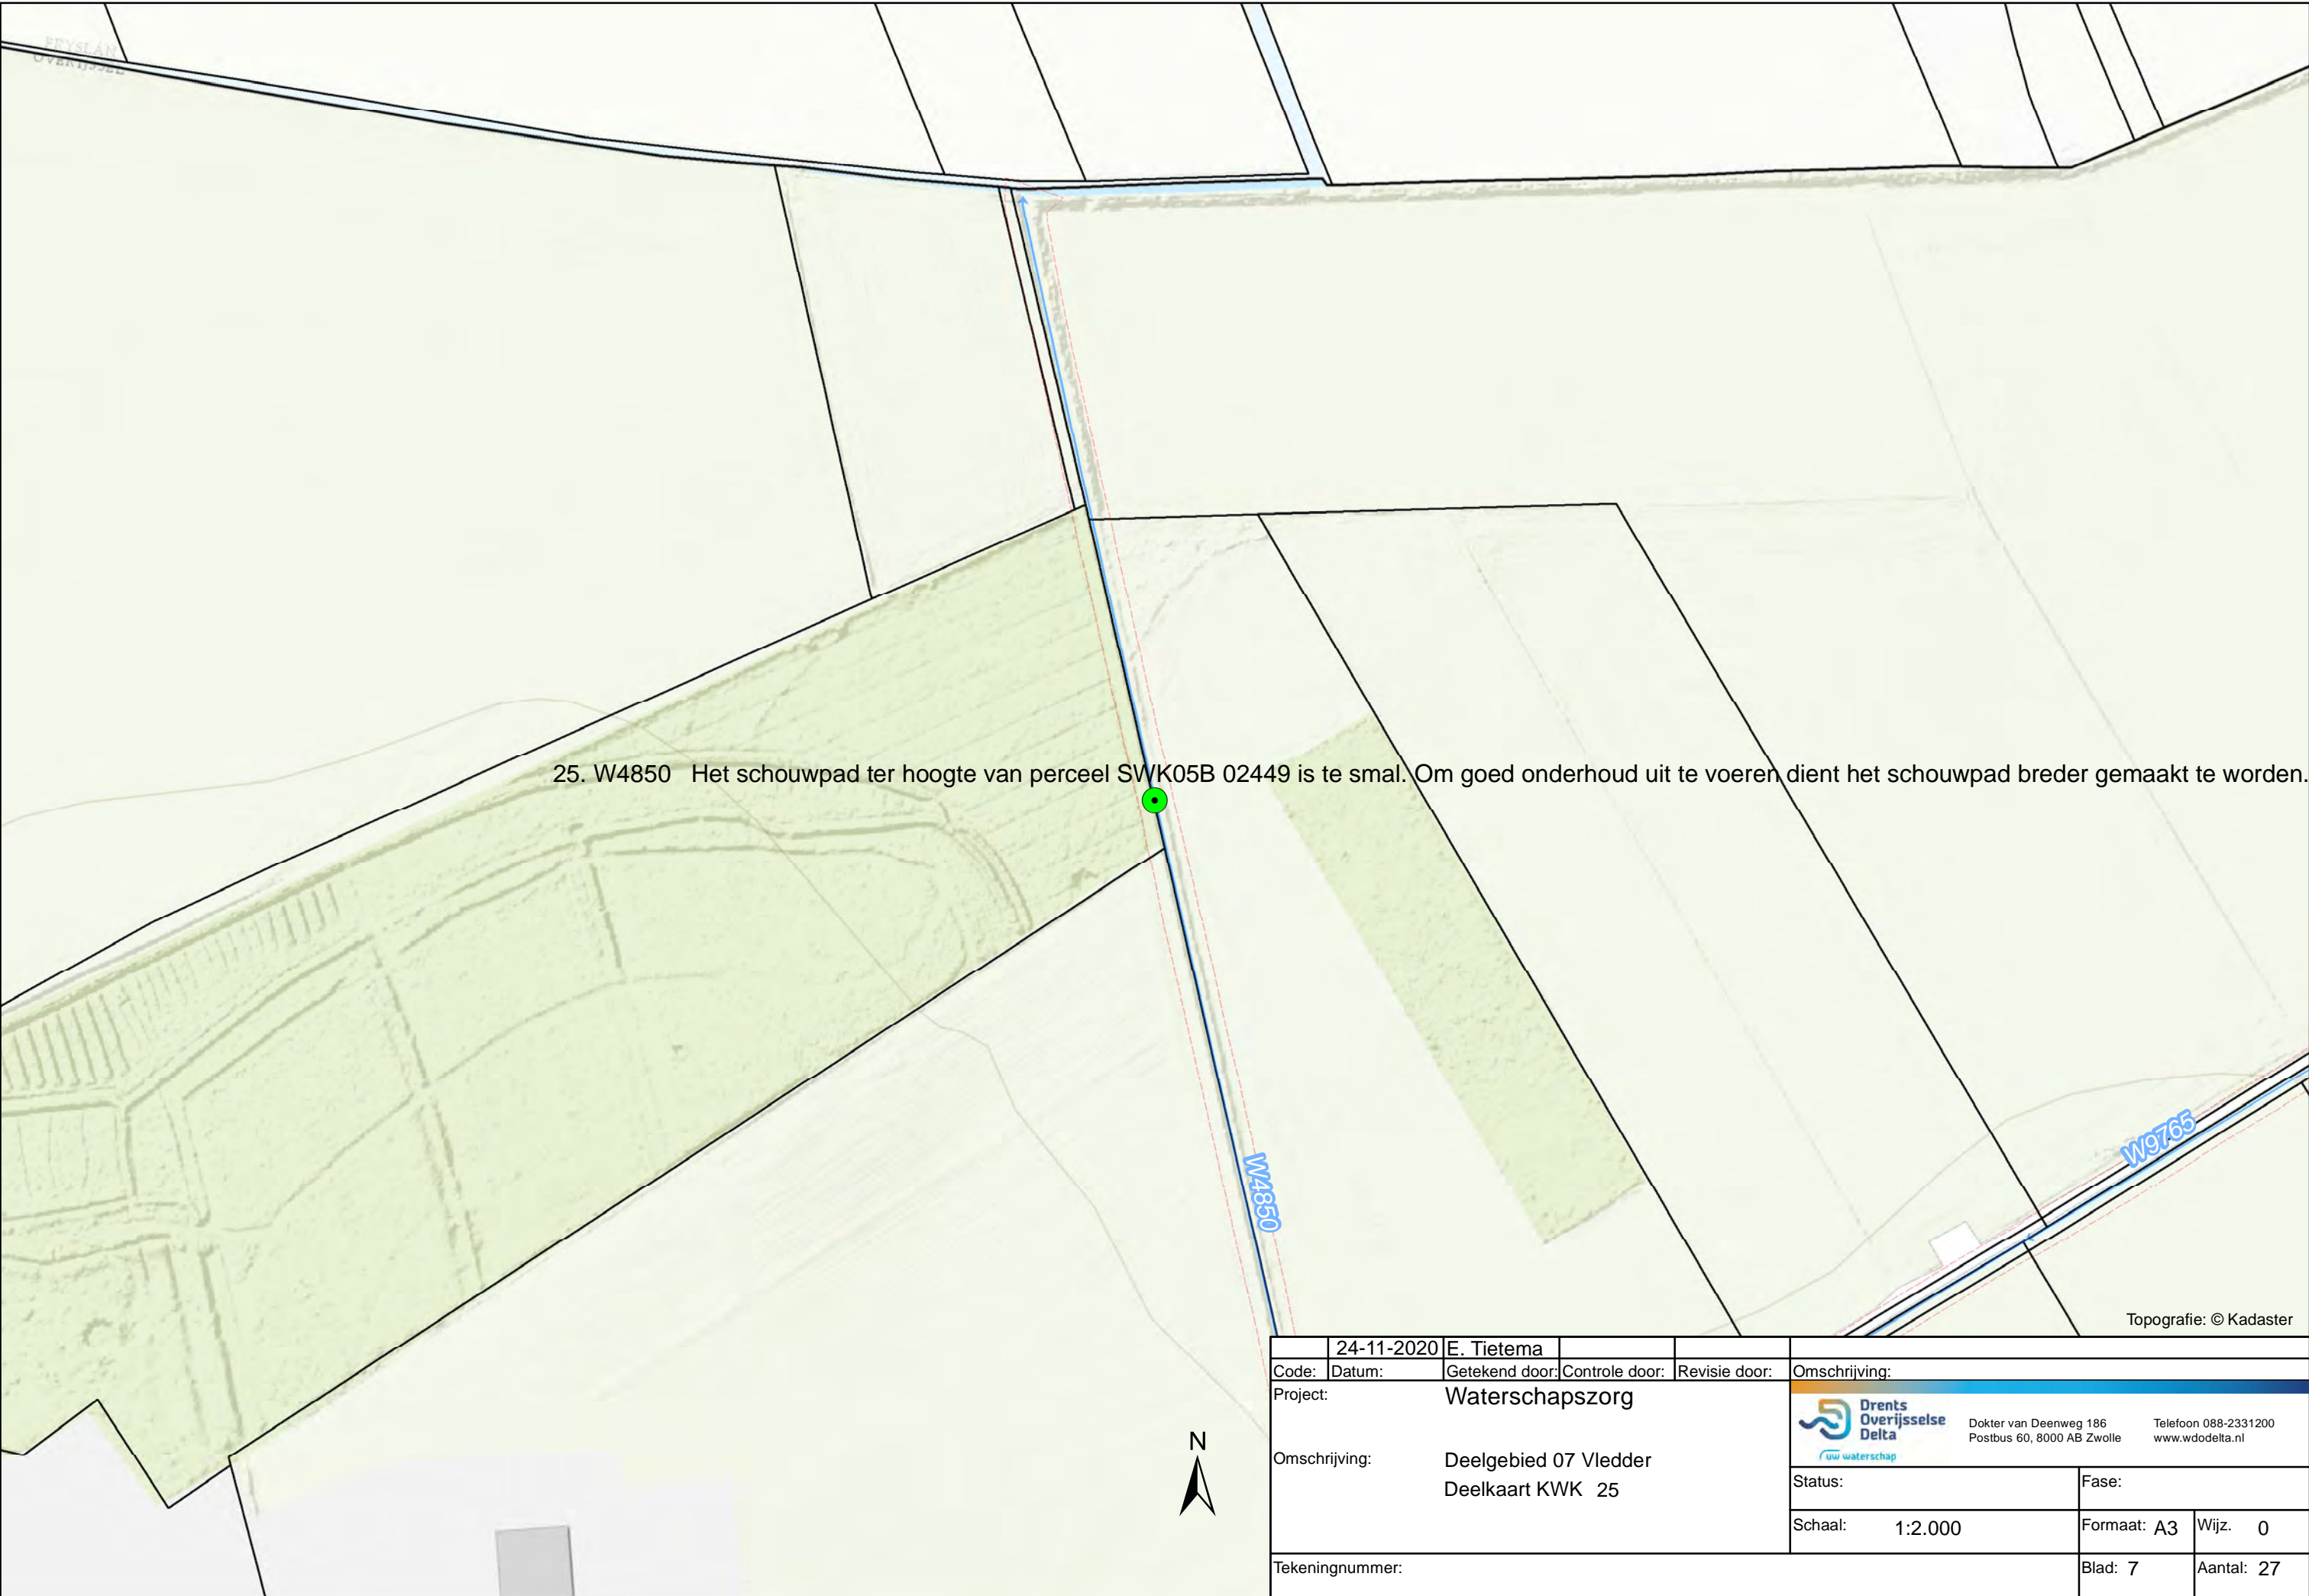 FRYSLÂN
OVERIJSSEL
25. W4850 Het schouwpad ter hoogte van perceel SWK05B 02449 is te smal. Om goed onderhoud uit te voeren dient het schouwpad breder gemaakt te worden.
W4850
W9765
Topografie: © Kadaster
N
24-11-2020 E. Tietema
Code: Datum: Getekend door: Controle door: Revisie door: Omschrijving:
Project: Waterschapszorg
Omschrijving: Deelgebied 07 Vledder
Deelkaart KWK 25
Drents
Overijsselse
Delta
uw waterschap
Dokter van Deenweg 186
Postbus 60, 8000 AB Zwolle
Telefoon 088-2331200
www.wdodelta.nl
Status: Fase:
Schaal: 1:2.000 Formaat: A3 Wijz. 0
Tekeningnummer: Blad: 7 Aantal: 27